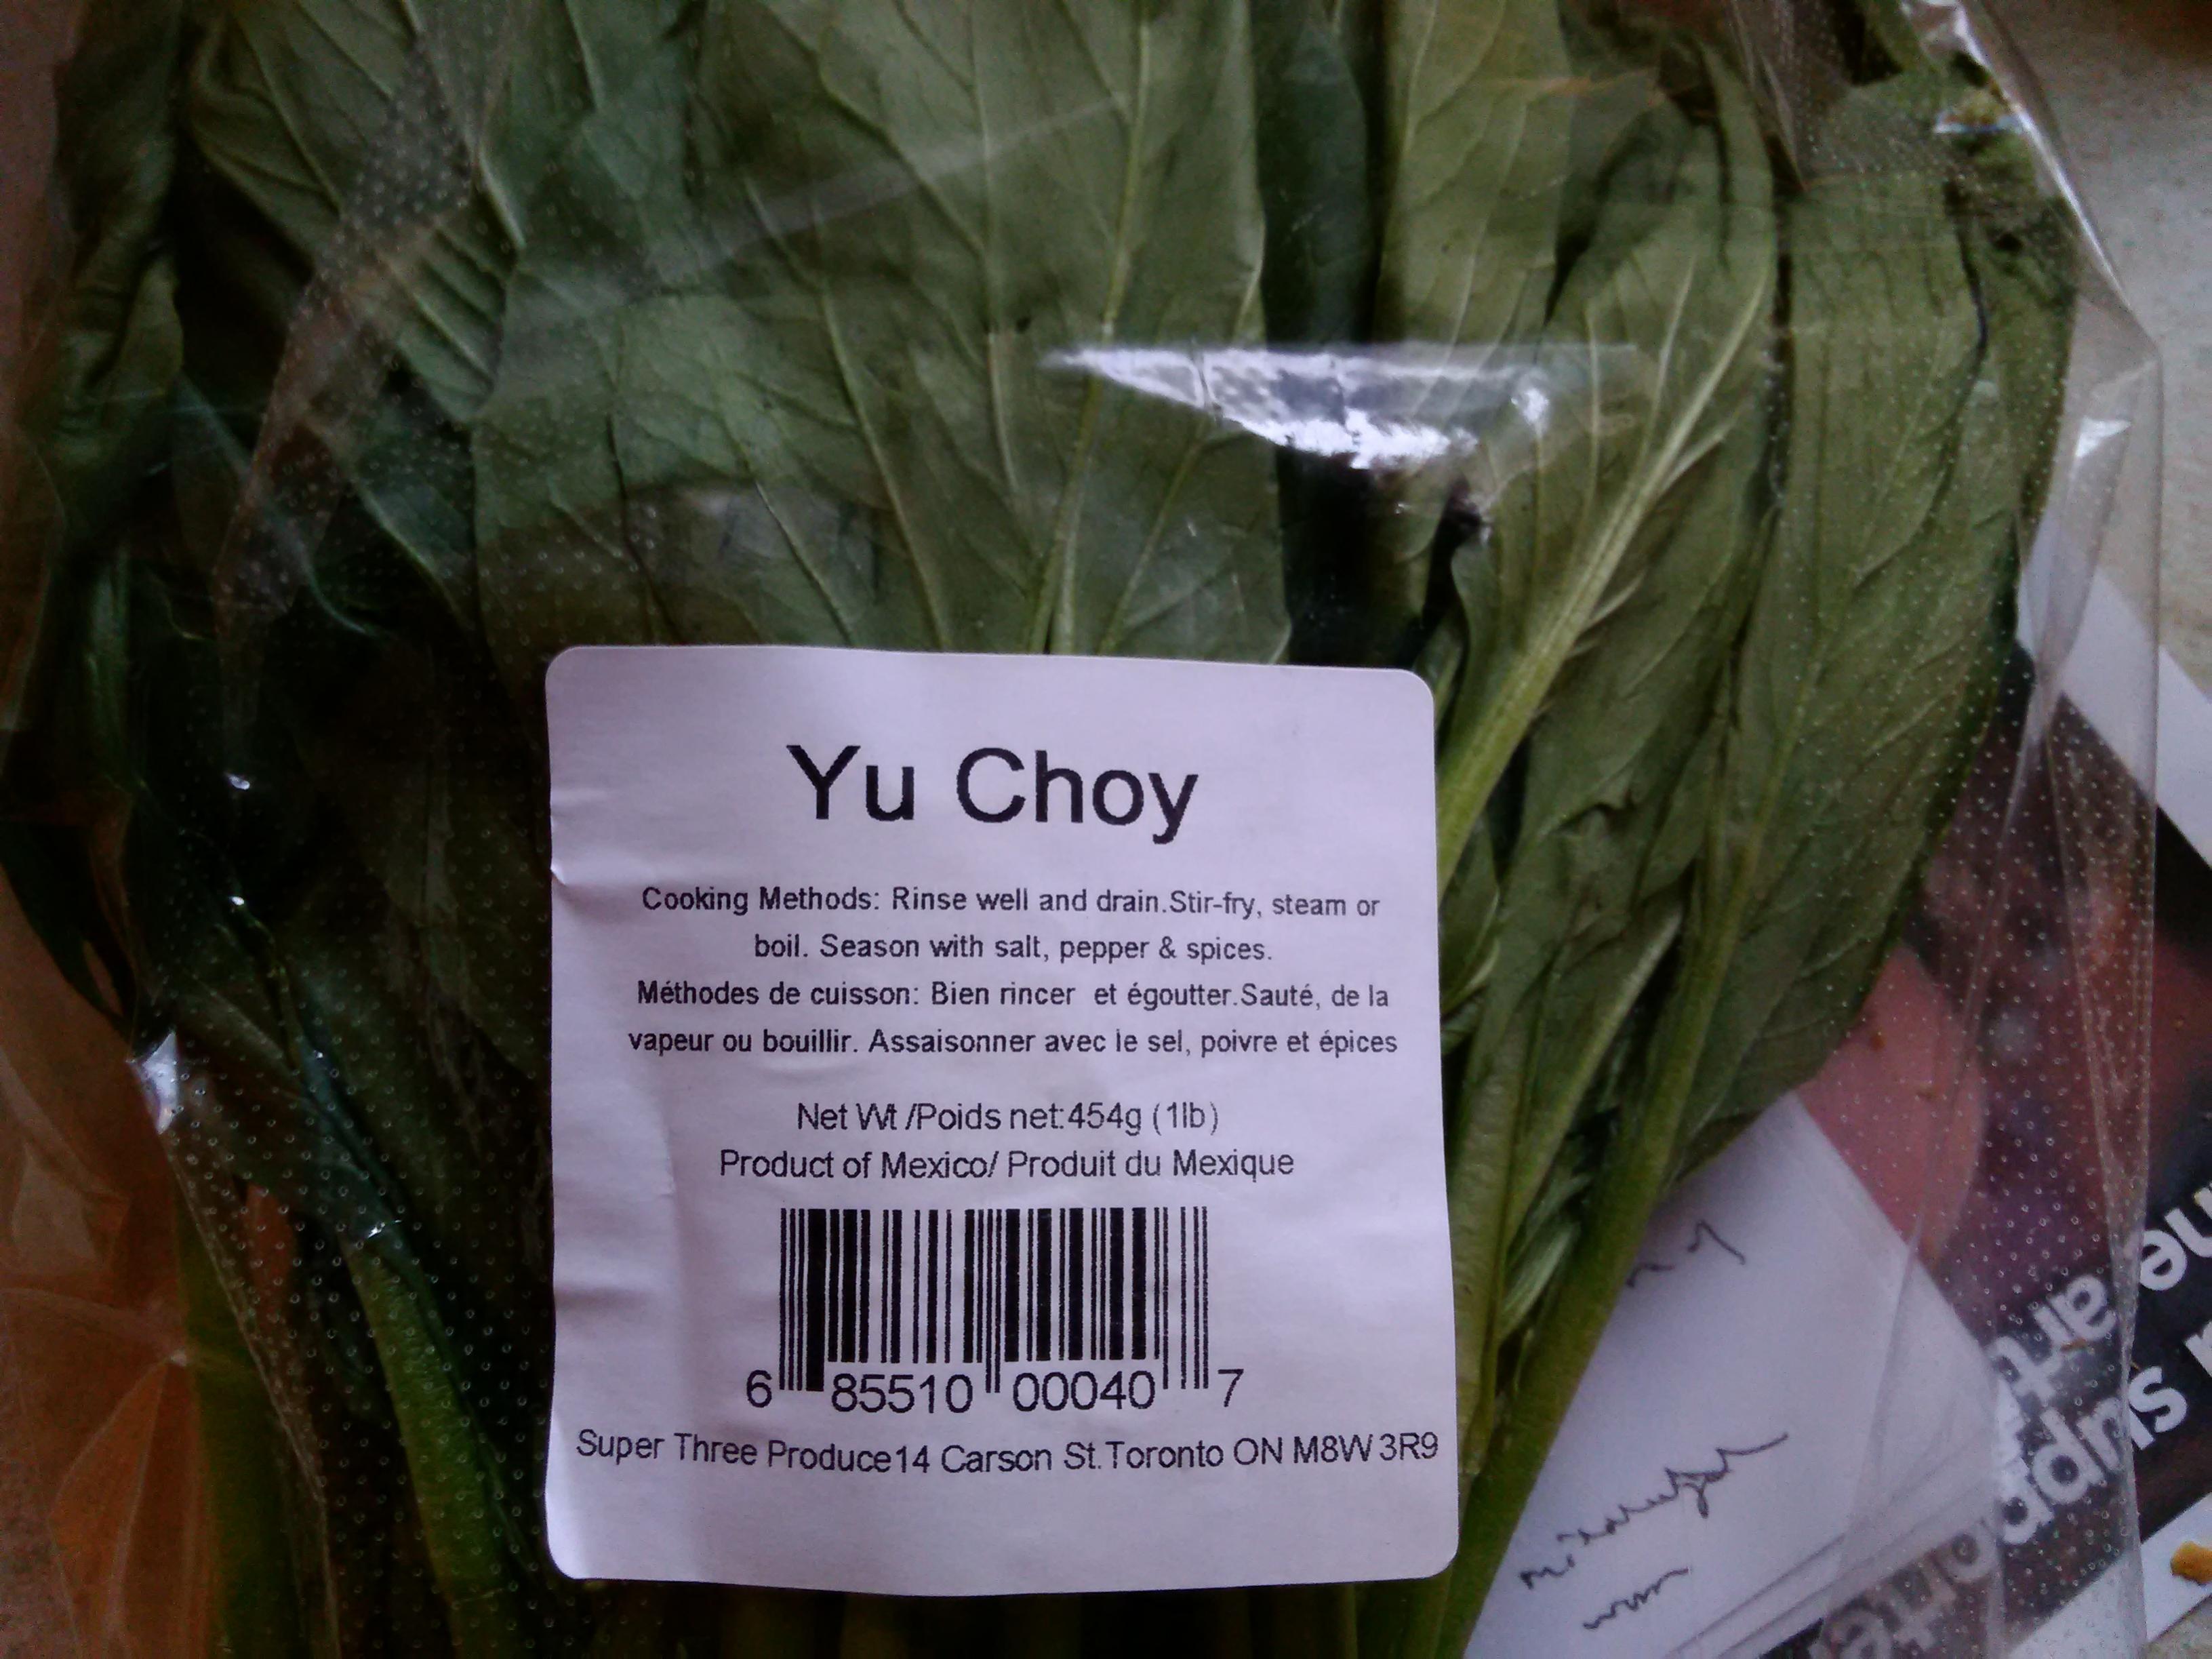 Yu Choy
Cooking Methods: Rinse well and drain.Stir-fry, steam or
boil. Season with salt, pepper & spices.
Méthodes de cuisson: Bien rincer et égoutter.Sauté, de la
vapeur ou bouillir. Assaisonner avec le sel, poivre et épices
Net Wt /Poids net:454g (1lb)
Product of Mexico/ Produit du Mexique
6 85510 00040 7
Super Three Produce14 Carson St.Toronto ON M8W 3R9